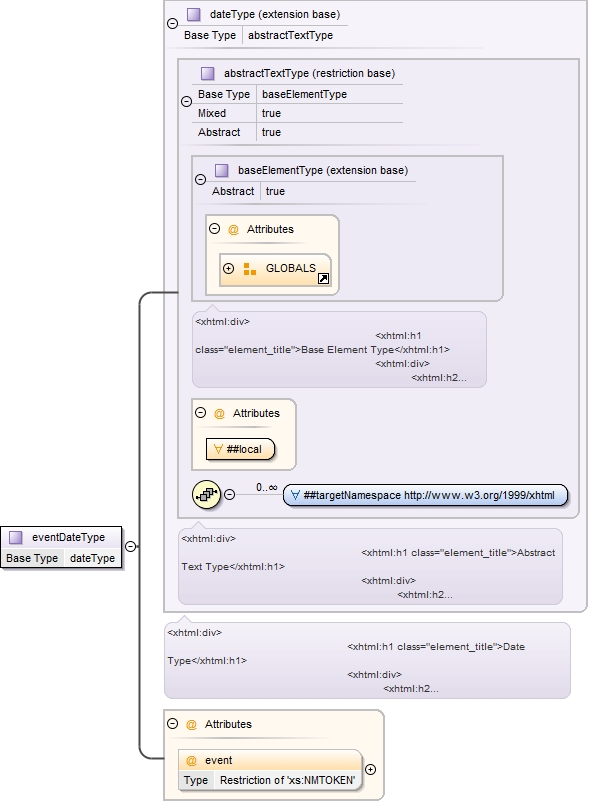 dateType (extension base)
Base Type abstractTextType
abstractTextType (restriction base)
Base Type baseElementType
Mixed true
Abstract true
baseElementType (extension base)
Abstract true
@ Attributes
GLOBALS
<xhtml:div>
<xhtml:h1
class="element_title">Base Element Type</xhtml:h1>
<xhtml:div>
<xhtml:h2...
@ Attributes
∀ ##local
0..∞ ∀ ##targetNamespace http://www.w3.org/1999/xhtml
eventDateType
Base Type dateType
<xhtml:div>
<xhtml:h1 class="element_title">Abstract
Text Type</xhtml:h1>
<xhtml:div>
<xhtml:h2...
<xhtml:div>
<xhtml:h1 class="element_title">Date
Type</xhtml:h1>
<xhtml:div>
<xhtml:h2...
@ Attributes
@ event
Type Restriction of 'xs:NMTOKEN'